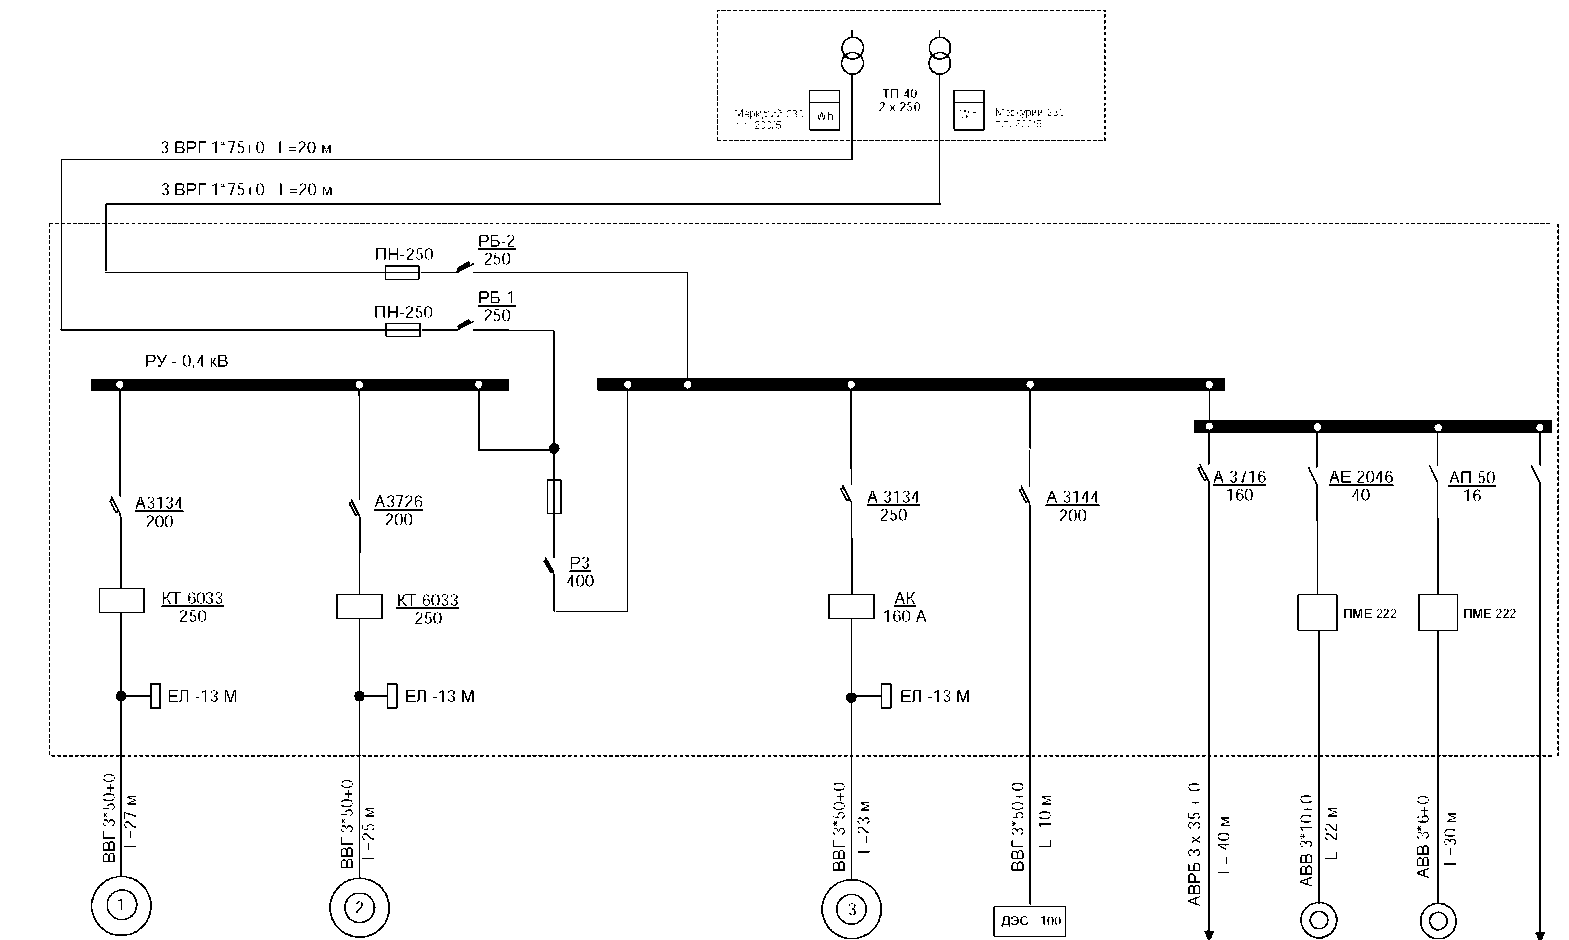 ТП 40
2 x 250
Wh
3 ВРГ 1*75+0 l =20 м
3 ВРГ 1*75+0 l =20 м
ПН-250
РБ-2
250
ПН-250
РБ 1
250
РУ - 0,4 кВ
А3134
200
А3726
200
А 3134
250
А 3144
200
А 3716
160
АЕ 2046
40
АП 50
16
РЗ
400
КТ 6033
250
КТ 6033
250
АК
160 А
ПМЕ 222
ПМЕ 222
ЕЛ -13 М
ЕЛ -13 М
ЕЛ -13 М
ВВГ 3*50+0
l =27 м
ВВГ 3*50+0
l =25 м
ВВГ 3*50+0
l =23 м
ВВГ 3*50+0
L 10 м
АВРБ 3 х 35 + 0
l = 40 м
АВВ 3*10+0
L 22 м
АВВ 3*6+0
l =30 м
1
2
3
ДЭС 100